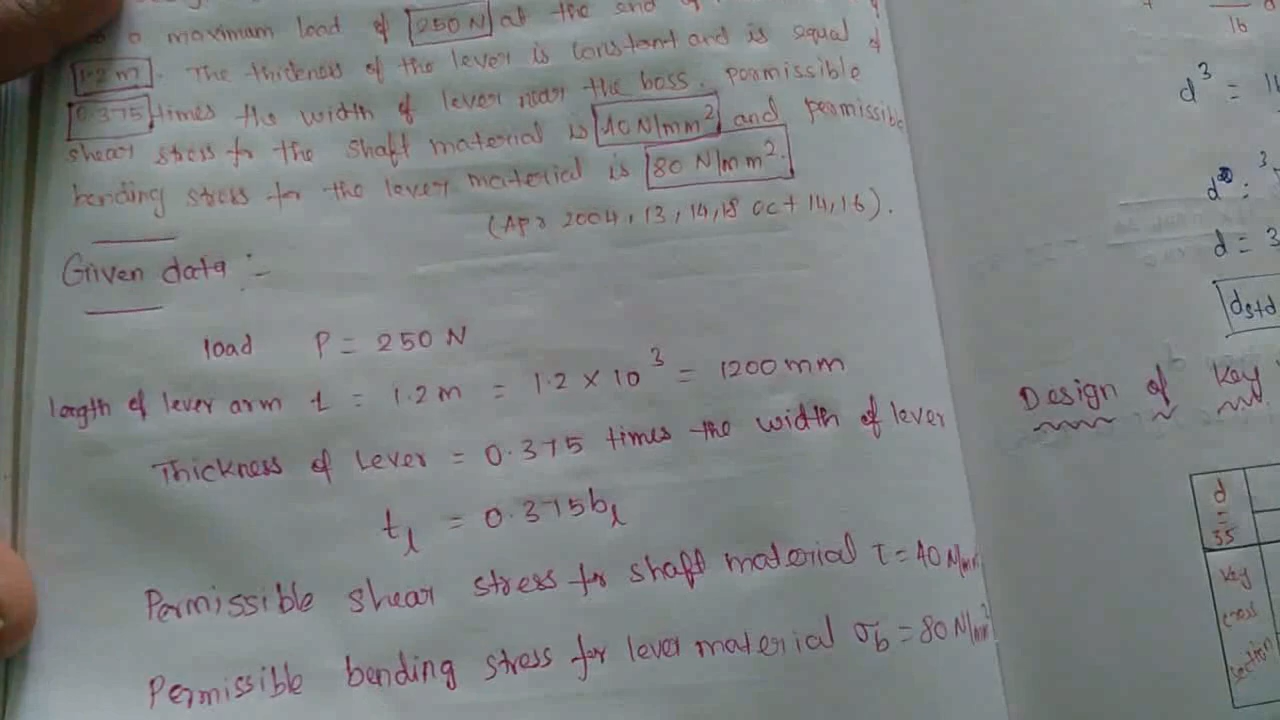 a maximum load of 250 N at the end of
1.2 m. The thickness of the lever is constant and is equal of
0.375 times the width of lever near the boss. permissible
shear stress for the shaft material is 40 N/mm² and permissible
bending stress for the lever material is 80 N/mm².
(Apr 2004, 13, 14, 18 Oct 14, 16).
Given data :-
load P = 250 N
length of lever arm l = 1.2 m = 1.2 × 10³ = 1200 mm
Thickness of Lever = 0.375 times the width of lever
tₗ = 0.375bₗ
Permissible shear stress for shaft material τ = 40 N/mm
Permissible bending stress for lever material σb = 80 N/mm²
16
d³ =
d =
d = 3
dstd
Design of Key
d
=
35
key
cross
section